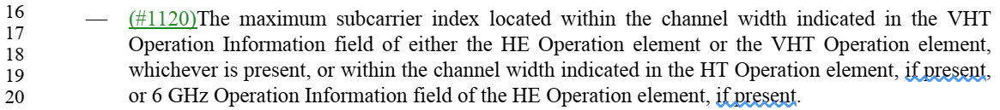 16 — (#1120)The maximum subcarrier index located within the channel width indicated in the VHT
17 Operation Information field of either the HE Operation element or the VHT Operation element,
18 whichever is present, or within the channel width indicated in the HT Operation element, if present,
19 or 6 GHz Operation Information field of the HE Operation element, if present.
20